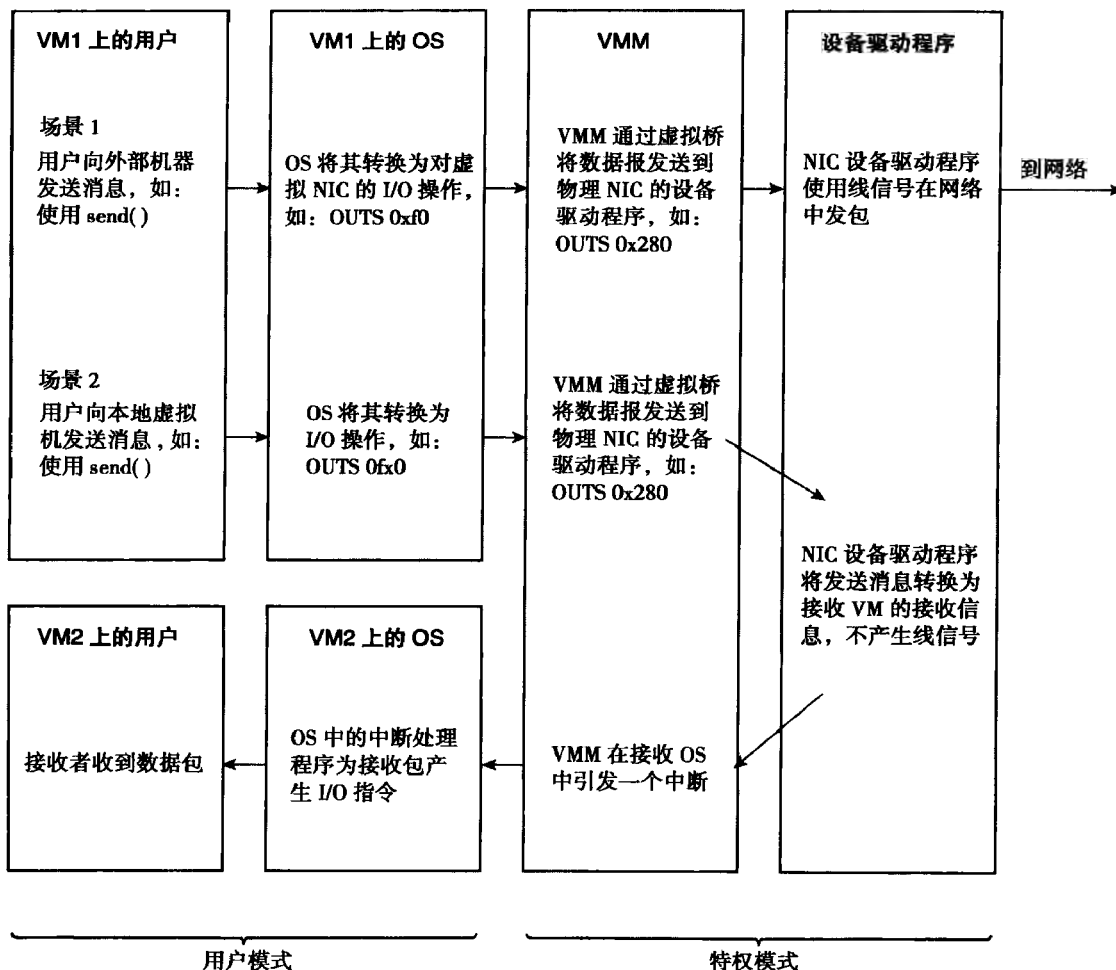 VM1 上的用户
VM1 上的 OS
VMM
设备驱动程序
场景 1
用户向外部机器
发送消息，如：
使用 send( )
OS 将其转换为对虚
拟 NIC 的 I/O 操作，
如：OUTS 0xf0
VMM 通过虚拟桥
将数据报发送到
物理 NIC 的设备
驱动程序，如：
OUTS 0x280
NIC 设备驱动程序
使用线信号在网络
中发包
到网络
场景 2
用户向本地虚拟
机发送消息，如：
使用 send( )
OS 将其转换为
I/O 操作，如：
OUTS 0fx0
VMM 通过虚拟桥
将数据报发送到
物理 NIC 的设备
驱动程序，如：
OUTS 0x280
NIC 设备驱动程序
将发送消息转换为
接收 VM 的接收信
息，不产生线信号
VM2 上的用户
VM2 上的 OS
接收者收到数据包
OS 中的中断处理
程序为接收包产
生 I/O 指令
VMM 在接收 OS
中引发一个中断
用户模式
特权模式